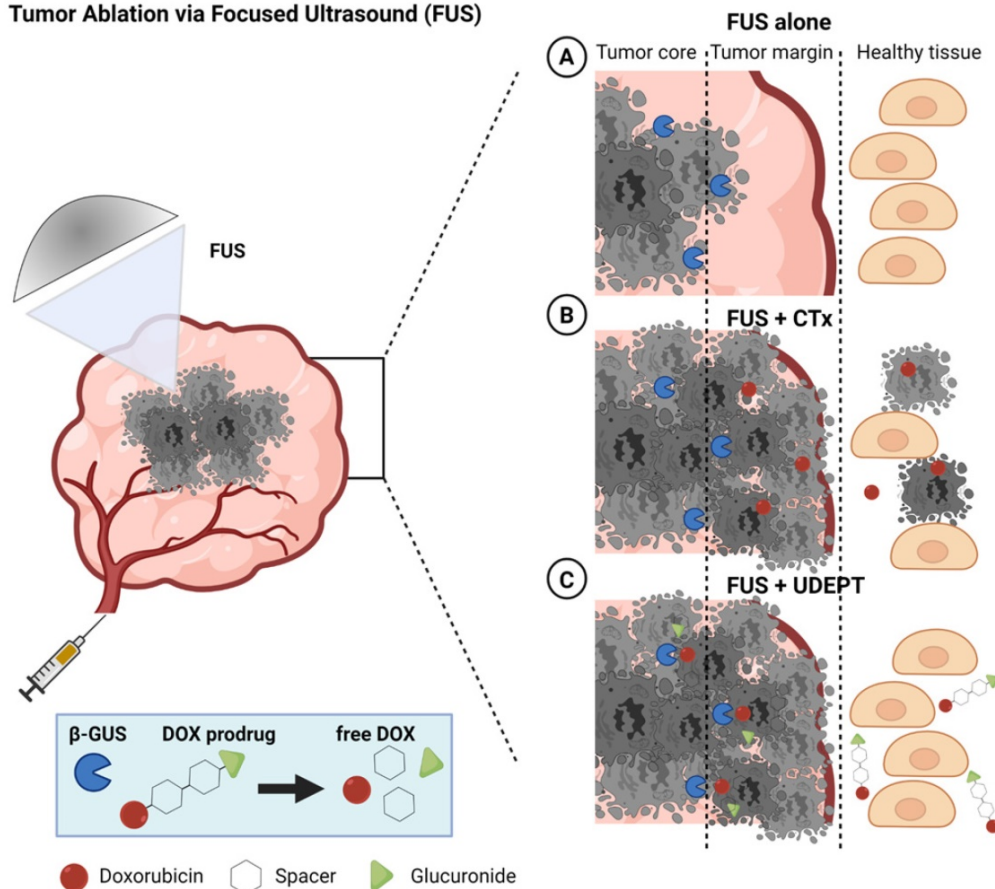 Tumor Ablation via Focused Ultrasound (FUS)
FUS
β-GUS DOX prodrug free DOX
Doxorubicin Spacer Glucuronide
FUS alone
A Tumor core Tumor margin Healthy tissue
B FUS + CTx
C FUS + UDEPT